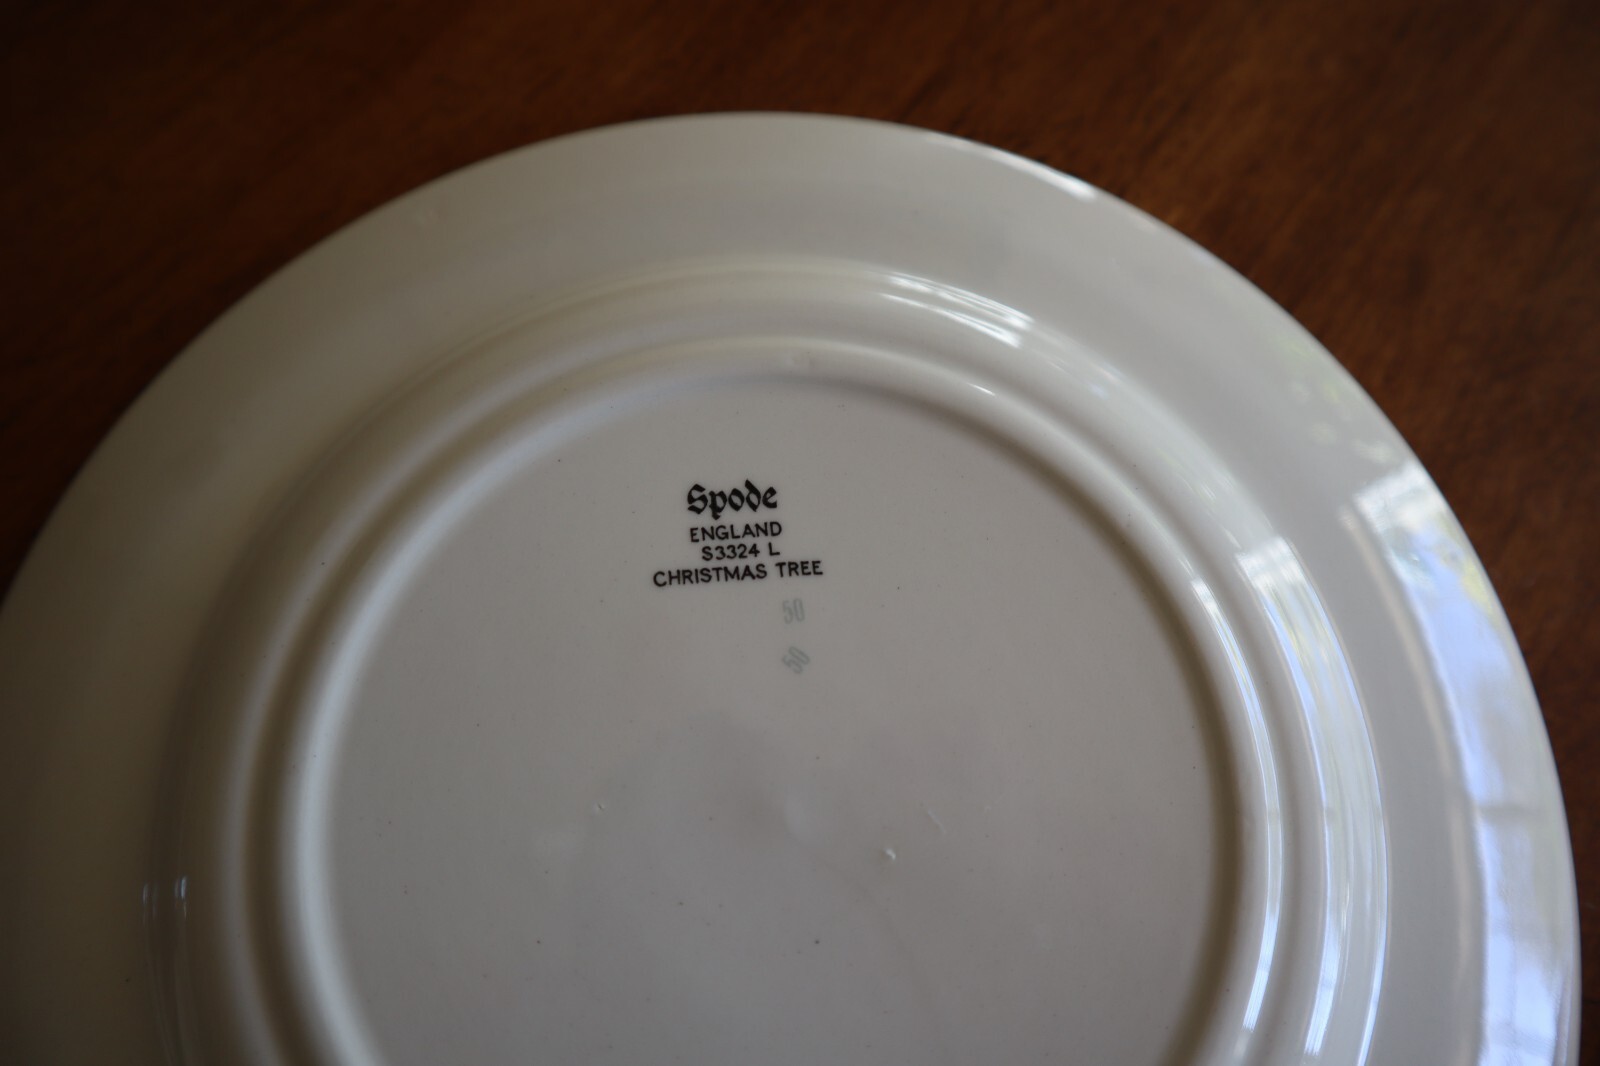 Spode
ENGLAND
S3324 L
CHRISTMAS TREE
50
50